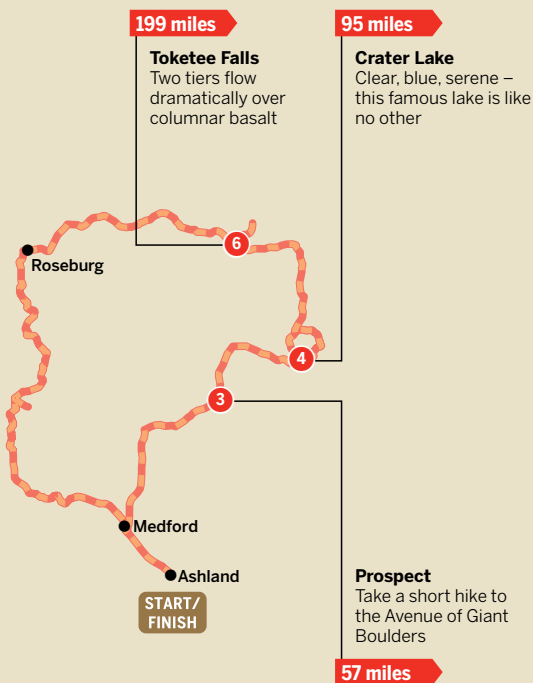 199 miles
Toketee Falls
Two tiers flow
dramatically over
columnar basalt
95 miles
Crater Lake
Clear, blue, serene –
this famous lake is like
no other
6
Roseburg
4
3
Medford
Ashland
START/
FINISH
Prospect
Take a short hike to
the Avenue of Giant
Boulders
57 miles